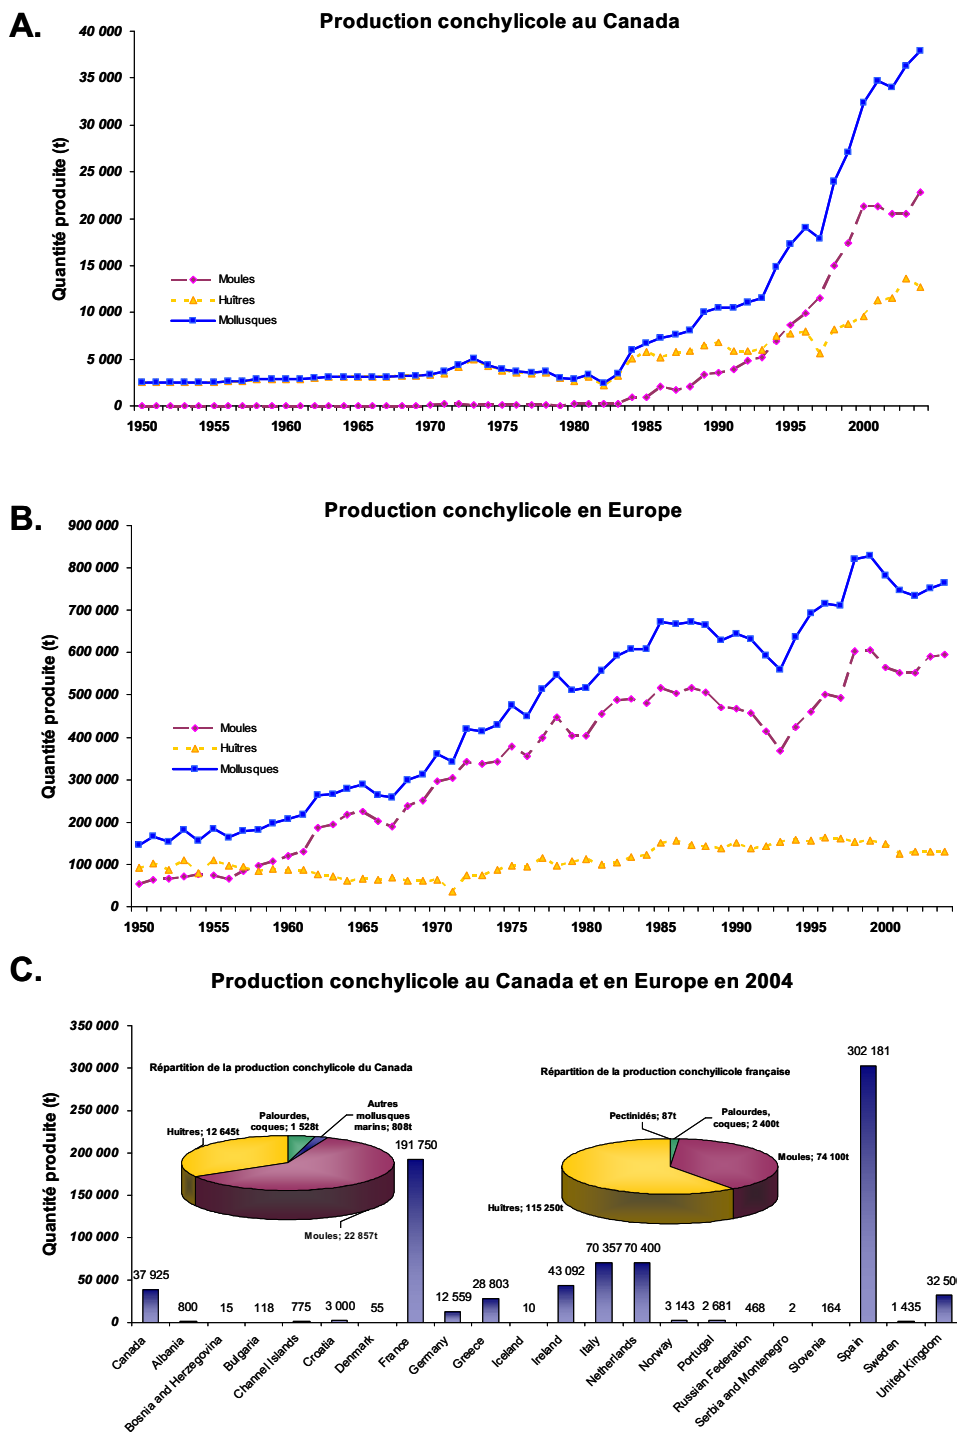 A.
Production conchylicole au Canada
Quantité produite (t)
40 000
35 000
30 000
25 000
20 000
15 000
10 000
5 000
0
Moules
Huîtres
Mollusques
1950 1955 1960 1965 1970 1975 1980 1985 1990 1995 2000
B.
Production conchylicole en Europe
Quantité produite (t)
900 000
800 000
700 000
600 000
500 000
400 000
300 000
200 000
100 000
0
Moules
Huîtres
Mollusques
1950 1955 1960 1965 1970 1975 1980 1985 1990 1995 2000
C.
Production conchylicole au Canada et en Europe en 2004
Quantité produite (t)
350 000
300 000
250 000
200 000
150 000
100 000
50 000
0
Répartition de la production conchylicole du Canada
Huîtres; 12 645t
Palourdes,
coques; 1 528t
Autres
mollusques
marins; 808t
Moules; 22 857t
Répartition de la production conchyilicole française
Pectinidés; 87t
Palourdes,
coques; 2 400t
Moules; 74 100t
Huîtres; 115 250t
37 925
800
15
118
775
3 000
55
191 750
12 559
28 803
10
43 092
70 357
70 400
3 143
2 681
468
2
164
302 181
1 435
32 50
Canada
Albania
Bosnia and Herzegovina
Bulgaria
Channel Islands
Croatia
Denmark
France
Germany
Greece
Iceland
Ireland
Italy
Netherlands
Norway
Portugal
Russian Federation
Serbia and Montenegro
Slovenia
Spain
Sweden
United Kingdom